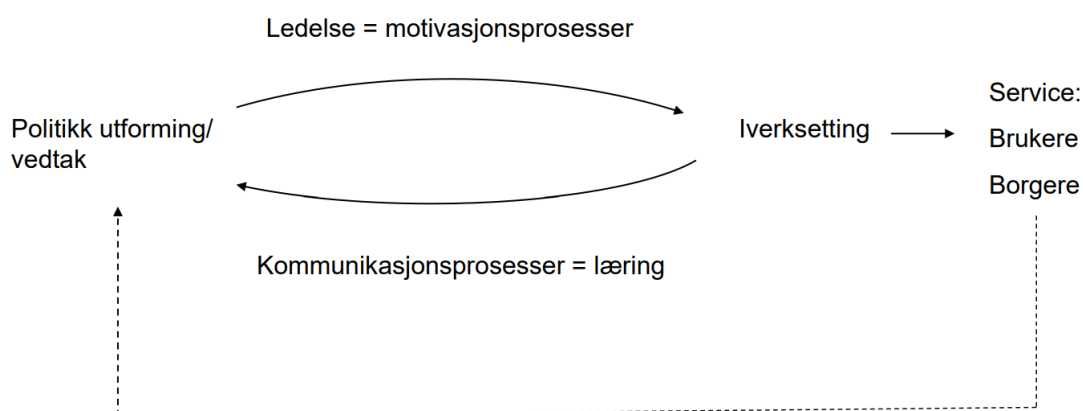 Ledelse = motivasjonsprosesser
Politikk utforming/
vedtak
Iverksetting
Service:
Brukere
Borgere
Kommunikasjonsprosesser = læring